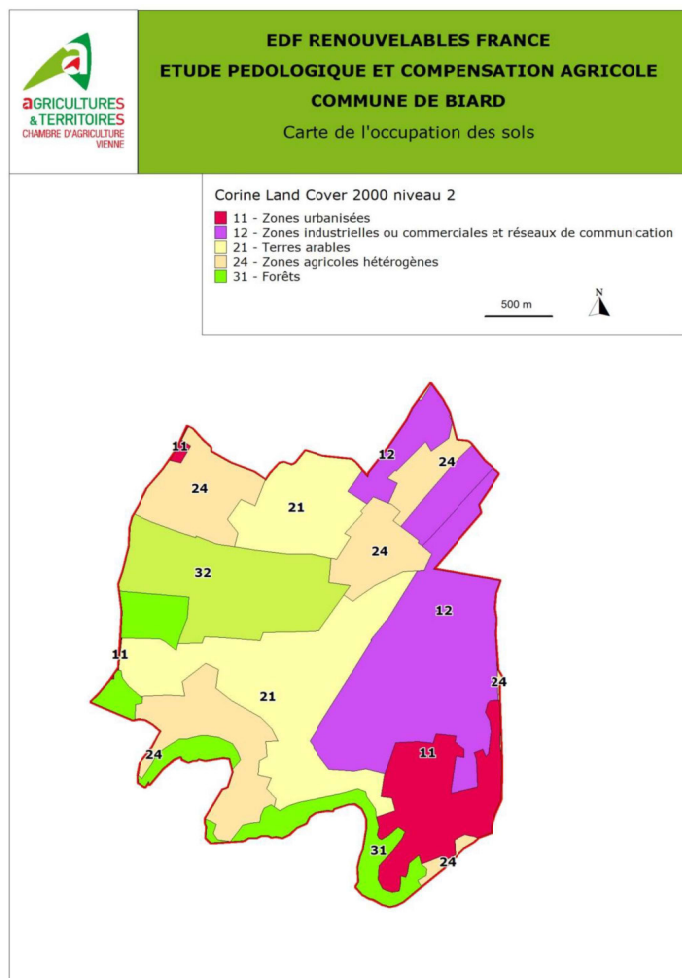 aGRICULTURES
& TERRITOIRES
CHAMBRE D'AGRICULTURE
VIENNE
EDF RENOUVELABLES FRANCE
ETUDE PEDOLOGIQUE ET COMPENSATION AGRICOLE
COMMUNE DE BIARD
Carte de l'occupation des sols
Corine Land Cover 2000 niveau 2
11 - Zones urbanisées
12 - Zones industrielles ou commerciales et réseaux de communication
21 - Terres arables
24 - Zones agricoles hétérogènes
31 - Forêts
500 m
N
11
12
24
24
21
24
32
12
11
24
21
24
11
31
24